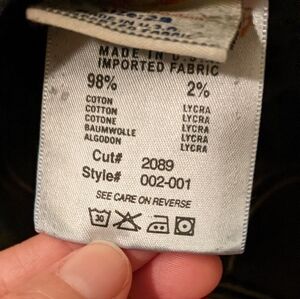 MADE IN U.S.A.
IMPORTED FABRIC
98% 2%
COTON LYCRA
COTTON LYCRA
COTONE LYCRA
BAUMWOLLE LYCRA
ALGODON LYCRA
Cut# 2089
Style# 002-001
SEE CARE ON REVERSE
30